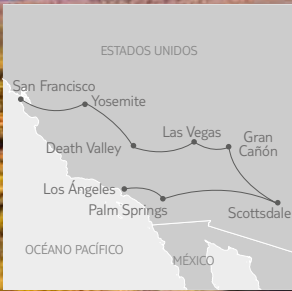 ESTADOS UNIDOS
San Francisco
Yosemite
Las Vegas
Gran
Cañón
Death Valley
Los Ángeles
Palm Springs
Scottsdale
OCÉANO PACÍFICO
MÉXICO